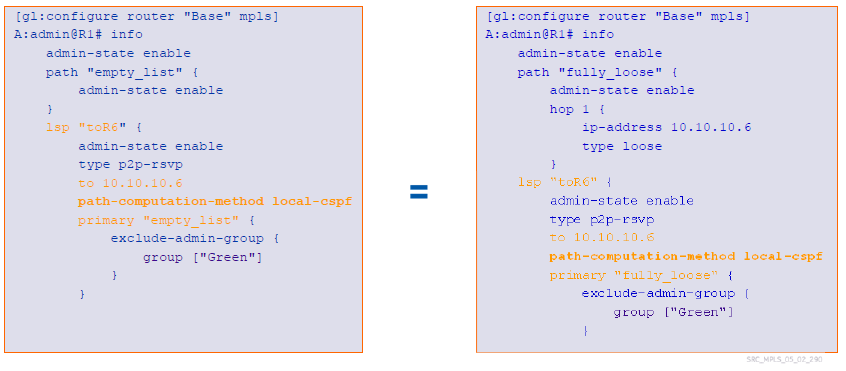 [gl:configure router "Base" mpls]
A:admin@R1# info
admin-state enable
path "empty_list" {
admin-state enable
}
lsp "toR6" {
admin-state enable
type p2p-rsvp
to 10.10.10.6
path-computation-method local-cspf
primary "empty_list" {
exclude-admin-group {
group ["Green"]
}
}
=
[gl:configure router "Base" mpls]
A:admin@R1# info
admin-state enable
path "fully_loose" {
admin-state enable
hop 1 {
ip-address 10.10.10.6
type loose
}
lsp "toR6" {
admin-state enable
type p2p-rsvp
to 10.10.10.6
path-computation-method local-cspf
primary "fully_loose" {
exclude-admin-group {
group ["Green"]
}
SRC_MPLS_05_02_290